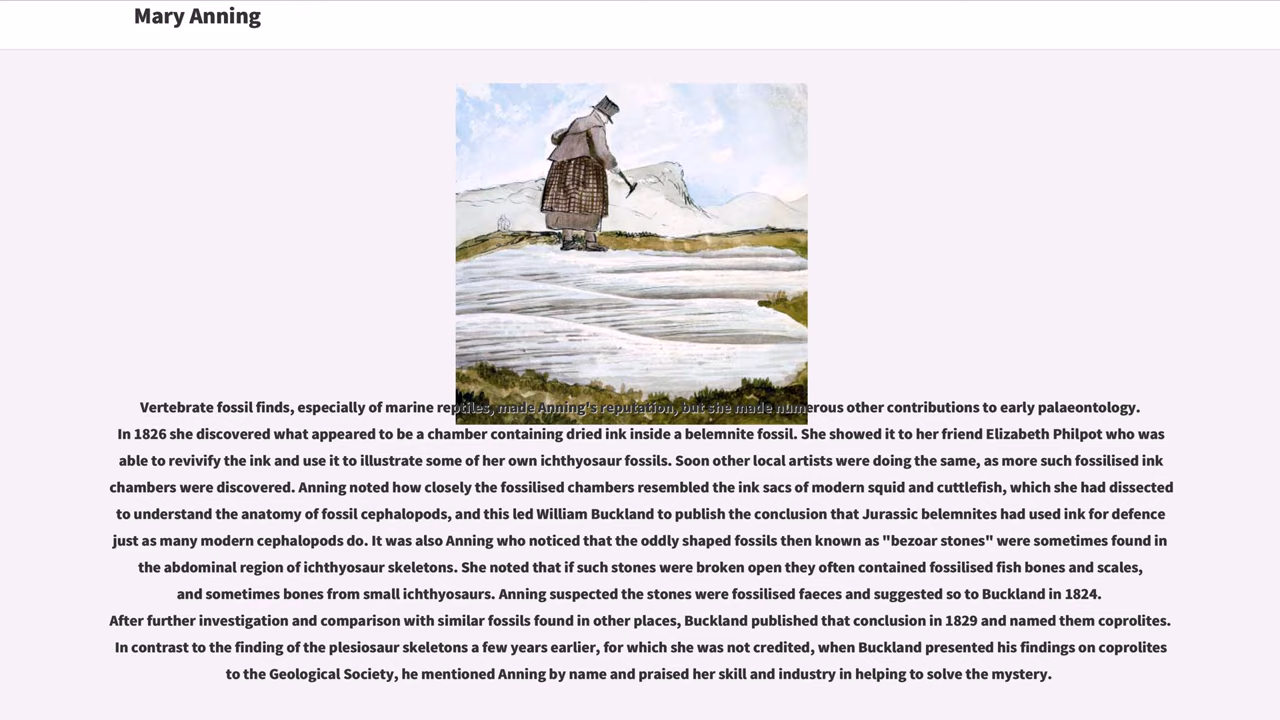 Mary Anning
Vertebrate fossil finds, especially of marine reptiles, made Anning's reputation, but she made numerous other contributions to early palaeontology.
In 1826 she discovered what appeared to be a chamber containing dried ink inside a belemnite fossil. She showed it to her friend Elizabeth Philpot who was
able to revivify the ink and use it to illustrate some of her own ichthyosaur fossils. Soon other local artists were doing the same, as more such fossilised ink
chambers were discovered. Anning noted how closely the fossilised chambers resembled the ink sacs of modern squid and cuttlefish, which she had dissected
to understand the anatomy of fossil cephalopods, and this led William Buckland to publish the conclusion that Jurassic belemnites had used ink for defence
just as many modern cephalopods do. It was also Anning who noticed that the oddly shaped fossils then known as "bezoar stones" were sometimes found in
the abdominal region of ichthyosaur skeletons. She noted that if such stones were broken open they often contained fossilised fish bones and scales,
and sometimes bones from small ichthyosaurs. Anning suspected the stones were fossilised faeces and suggested so to Buckland in 1824.
After further investigation and comparison with similar fossils found in other places, Buckland published that conclusion in 1829 and named them coprolites.
In contrast to the finding of the plesiosaur skeletons a few years earlier, for which she was not credited, when Buckland presented his findings on coprolites
to the Geological Society, he mentioned Anning by name and praised her skill and industry in helping to solve the mystery.